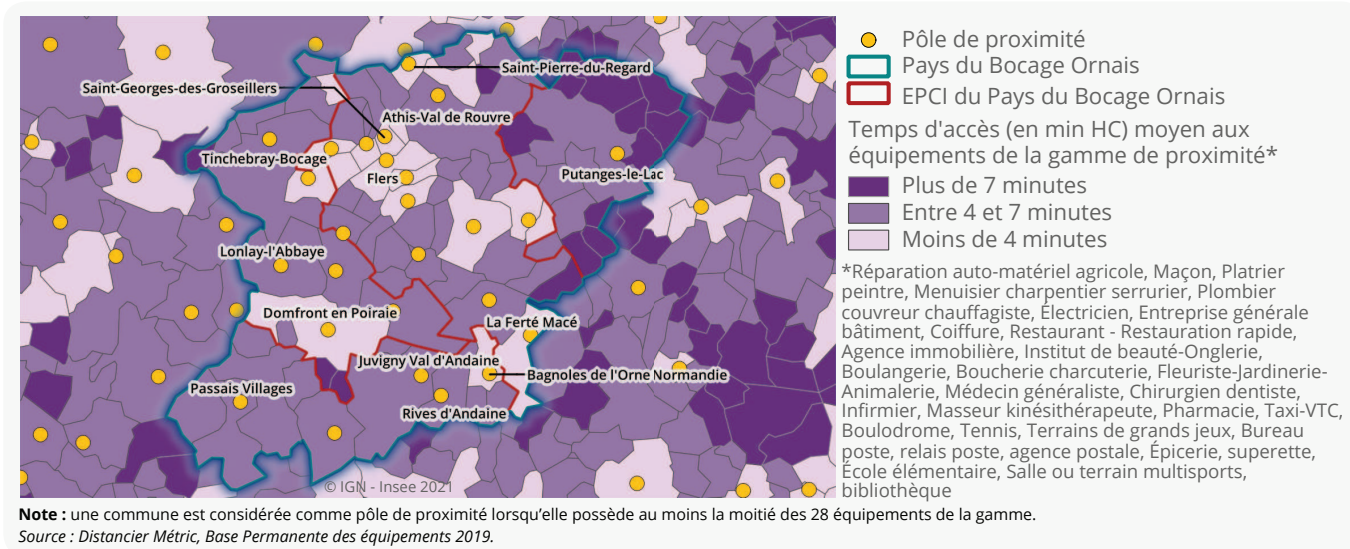 Saint-Pierre-du-Regard
Saint-Georges-des-Groseillers
Athis-Val de Rouvre
Tinchebray-Bocage
Flers
Putanges-le-Lac
Lonlay-l'Abbaye
Domfront en Poiraie
La Ferté Macé
Juvigny Val d'Andaine
Bagnoles de l'Orne Normandie
Passais Villages
Rives d'Andaine
© IGN - Insee 2021
Pôle de proximité
Pays du Bocage Ornais
EPCI du Pays du Bocage Ornais
Temps d'accès (en min HC) moyen aux
équipements de la gamme de proximité*
Plus de 7 minutes
Entre 4 et 7 minutes
Moins de 4 minutes
*Réparation auto-matériel agricole, Maçon, Platrier
peintre, Menuisier charpentier serrurier, Plombier
couvreur chauffagiste, Électricien, Entreprise générale
bâtiment, Coiffure, Restaurant - Restauration rapide,
Agence immobilière, Institut de beauté-Onglerie,
Boulangerie, Boucherie charcuterie, Fleuriste-Jardinerie-
Animalerie, Médecin généraliste, Chirurgien dentiste,
Infirmier, Masseur kinésithérapeute, Pharmacie, Taxi-VTC,
Boulodrome, Tennis, Terrains de grands jeux, Bureau
poste, relais poste, agence postale, Épicerie, superette,
École élémentaire, Salle ou terrain multisports,
bibliothèque
Note : une commune est considérée comme pôle de proximité lorsqu'elle possède au moins la moitié des 28 équipements de la gamme.
Source : Distancier Métric, Base Permanente des équipements 2019.